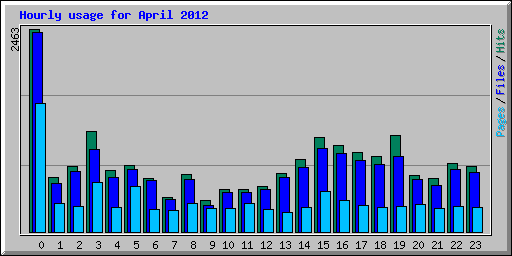 Hourly usage for April 2012
2463
Pages / Files / Hits
0 1 2 3 4 5 6 7 8 9 10 11 12 13 14 15 16 17 18 19 20 21 22 23